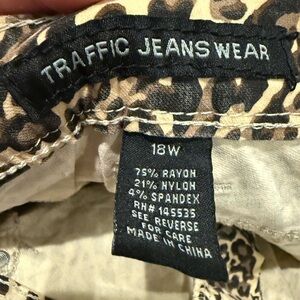 TRAFFIC JEANSWEAR
18W
75% RAYON
21% NYLON
4% SPANDEX
RN# 145535
SEE REVERSE
FOR CARE
MADE IN CHINA